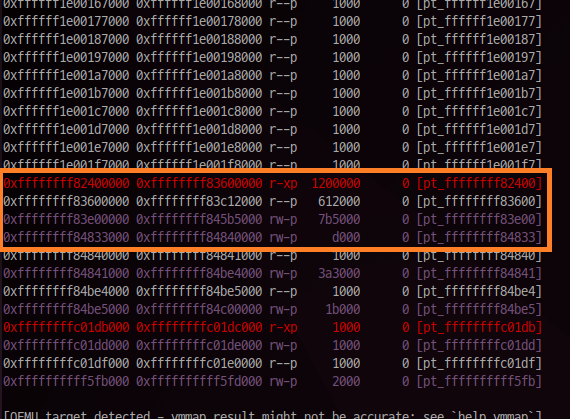 0xffffff1e00167000 0xffffff1e00168000 r--p     1000      0 [pt_ffffff1e00167]
0xffffff1e00177000 0xffffff1e00178000 r--p     1000      0 [pt_ffffff1e00177]
0xffffff1e00187000 0xffffff1e00188000 r--p     1000      0 [pt_ffffff1e00187]
0xffffff1e00197000 0xffffff1e00198000 r--p     1000      0 [pt_ffffff1e00197]
0xffffff1e001a7000 0xffffff1e001a8000 r--p     1000      0 [pt_ffffff1e001a7]
0xffffff1e001b7000 0xffffff1e001b8000 r--p     1000      0 [pt_ffffff1e001b7]
0xffffff1e001c7000 0xffffff1e001c8000 r--p     1000      0 [pt_ffffff1e001c7]
0xffffff1e001d7000 0xffffff1e001d8000 r--p     1000      0 [pt_ffffff1e001d7]
0xffffff1e001e7000 0xffffff1e001e8000 r--p     1000      0 [pt_ffffff1e001e7]
0xffffff1e001f7000 0xffffff1e001f8000 r--p     1000      0 [pt_ffffff1e001f7]
0xffffffff82400000 0xffffffff83600000 r-xp  1200000      0 [pt_ffffffff82400]
0xffffffff83600000 0xffffffff83c12000 r--p   612000      0 [pt_ffffffff83600]
0xffffffff83e00000 0xffffffff845b5000 rw-p   7b5000      0 [pt_ffffffff83e00]
0xffffffff84833000 0xffffffff84840000 rw-p     d000      0 [pt_ffffffff84833]
0xffffffff84840000 0xffffffff84841000 r--p     1000      0 [pt_ffffffff84840]
0xffffffff84841000 0xffffffff84be4000 rw-p   3a3000      0 [pt_ffffffff84841]
0xffffffff84be4000 0xffffffff84be5000 r--p     1000      0 [pt_ffffffff84be4]
0xffffffff84be5000 0xffffffff84c00000 rw-p    1b000      0 [pt_ffffffff84be5]
0xffffffffc01db000 0xffffffffc01dc000 r-xp     1000      0 [pt_ffffffffc01db]
0xffffffffc01dd000 0xffffffffc01de000 rw-p     1000      0 [pt_ffffffffc01dd]
0xffffffffc01df000 0xffffffffc01e0000 r--p     1000      0 [pt_ffffffffc01df]
0xffffffffff5fb000 0xffffffffff5fd000 rw-p     2000      0 [pt_ffffffffff5fb]
[QEMU target detected - vmmap result might not be accurate; see `help vmmap`]